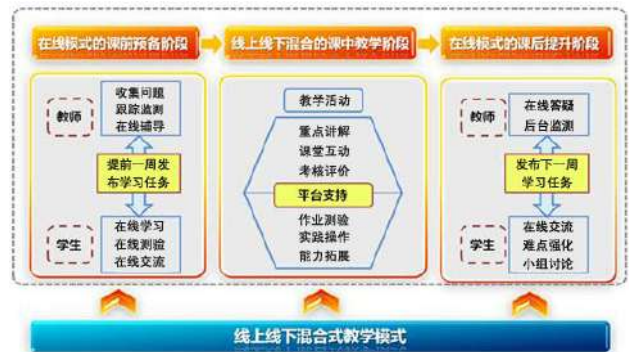 在线模式的课前预备阶段
线上线下混合的课中教学阶段
在线模式的课后提升阶段
教师
收集问题
跟踪监测
在线辅导
提前一周发
布学习任务
学生
在线学习
在线测验
在线交流
教学活动
重点讲解
课堂互动
考核评价
平台支持
作业测验
实践操作
能力拓展
教师
在线答疑
后台监测
发布下一周
学习任务
学生
在线交流
难点强化
小组讨论
线上线下混合式教学模式